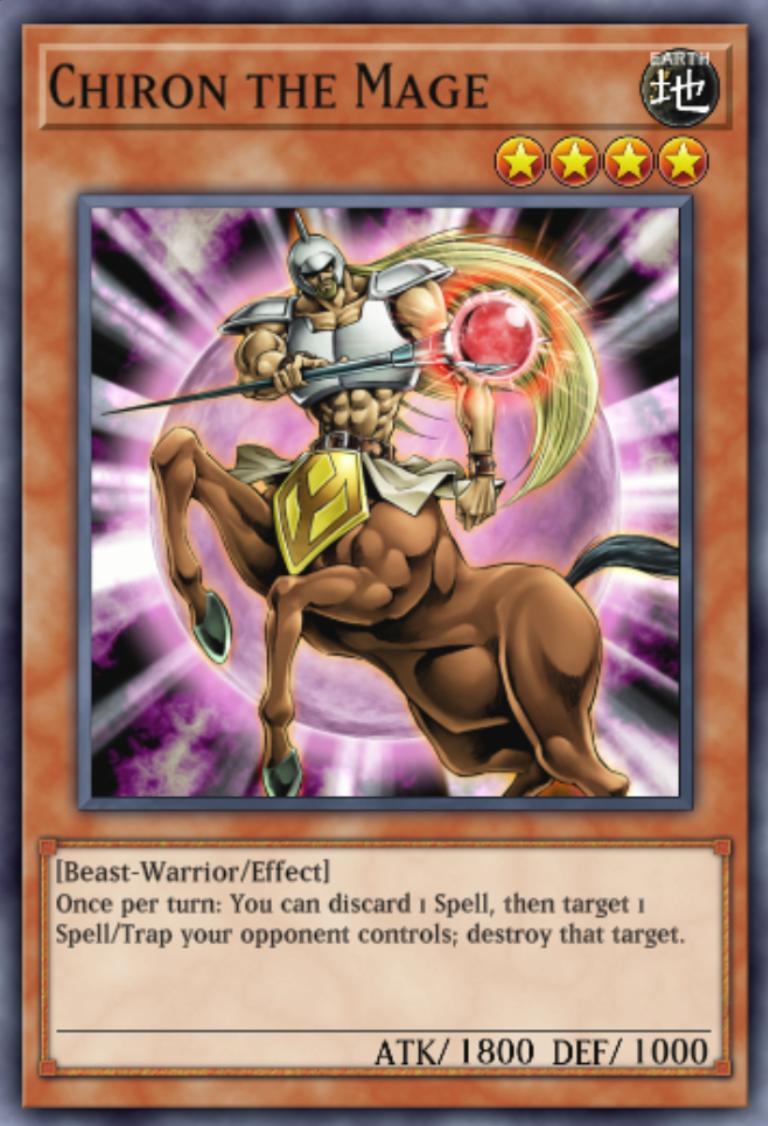 Chiron the Mage
EARTH
地
[Beast-Warrior/Effect]
Once per turn: You can discard 1 Spell, then target 1
Spell/Trap your opponent controls; destroy that target.
ATK/ 1800 DEF/ 1000